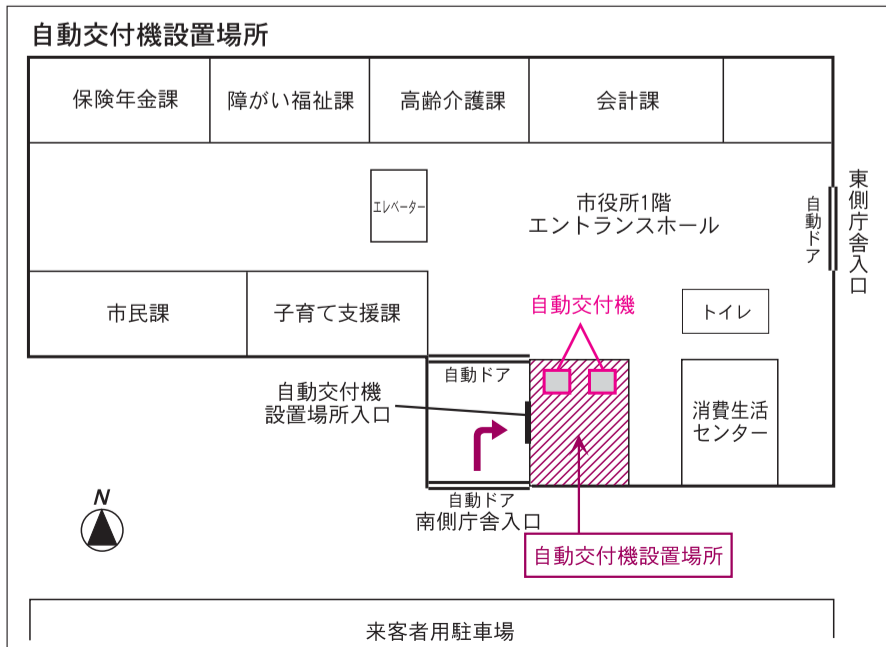 自動交付機設置場所
保険年金課
障がい福祉課
高齢介護課
会計課
エレベーター
市役所1階
エントランスホール
自動ドア
東側庁舎入口
市民課
子育て支援課
自動交付機
トイレ
自動ドア
自動交付機
設置場所入口
消費生活
センター
自動ドア
南側庁舎入口
N
自動交付機設置場所
来客者用駐車場